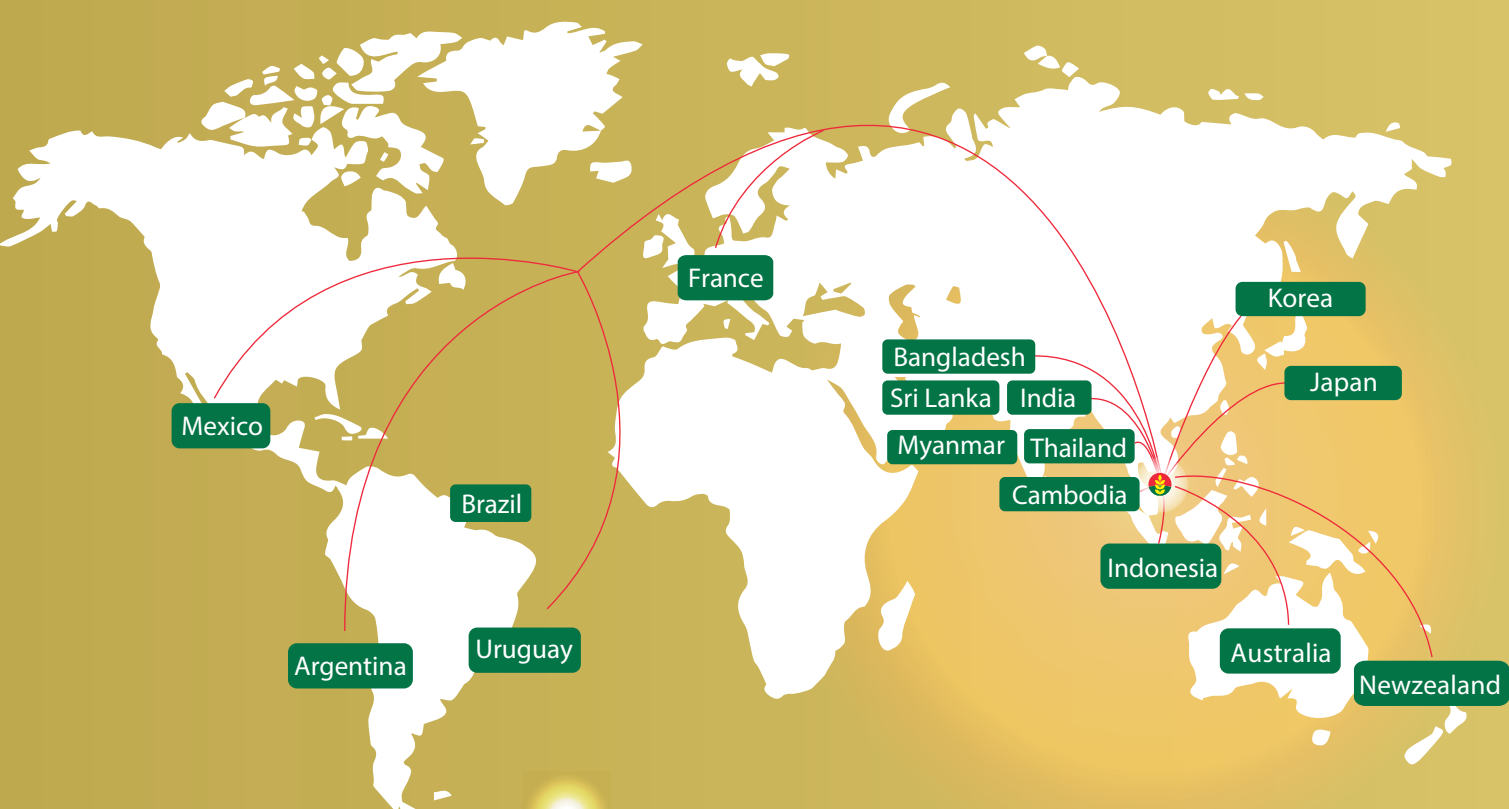 France
Korea
Bangladesh
Japan
Sri Lanka
India
Mexico
Myanmar
Thailand
Cambodia
Brazil
Indonesia
Uruguay
Australia
Argentina
Newzealand